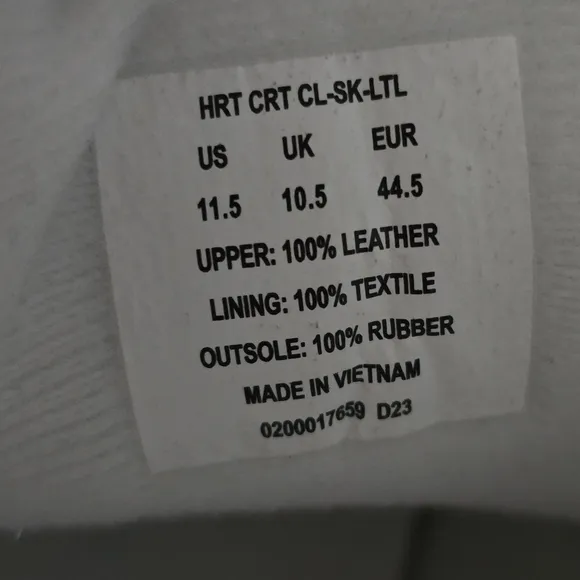 HRT CRT CL-SK-LTL
US UK EUR
11.5 10.5 44.5
UPPER: 100% LEATHER
LINING: 100% TEXTILE
OUTSOLE: 100% RUBBER
MADE IN VIETNAM
0200017659 D23